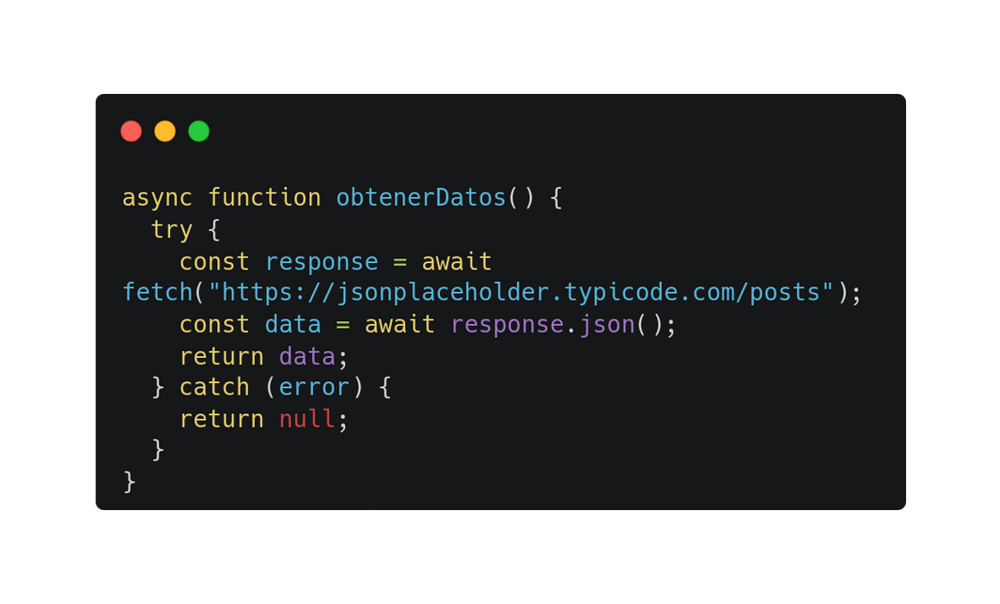 async function obtenerDatos() {
  try {
    const response = await
fetch("https://jsonplaceholder.typicode.com/posts");
    const data = await response.json();
    return data;
  } catch (error) {
    return null;
  }
}